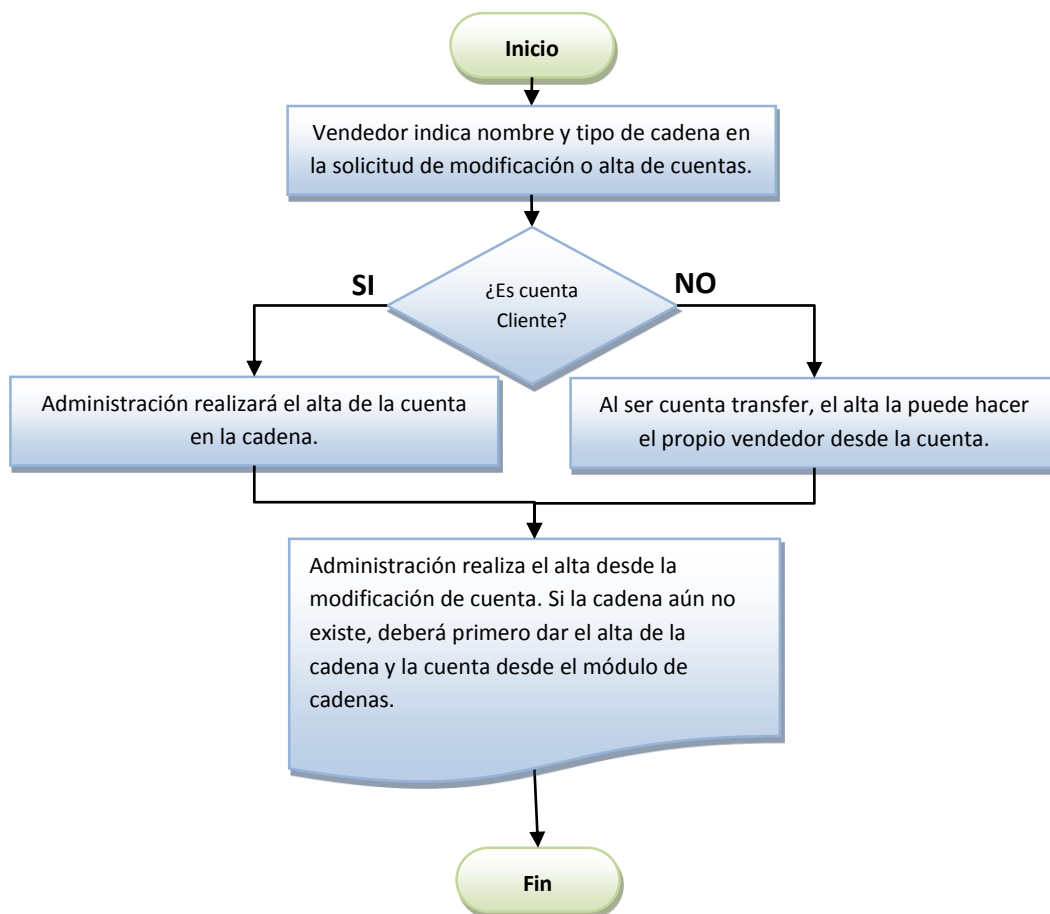 Inicio
Vendedor indica nombre y tipo de cadena en
la solicitud de modificación o alta de cuentas.
SI
¿Es cuenta
Cliente?
NO
Administración realizará el alta de la cuenta
en la cadena.
Al ser cuenta transfer, el alta la puede hacer
el propio vendedor desde la cuenta.
Administración realiza el alta desde la
modificación de cuenta. Si la cadena aún no
existe, deberá primero dar el alta de la
cadena y la cuenta desde el módulo de
cadenas.
Fin